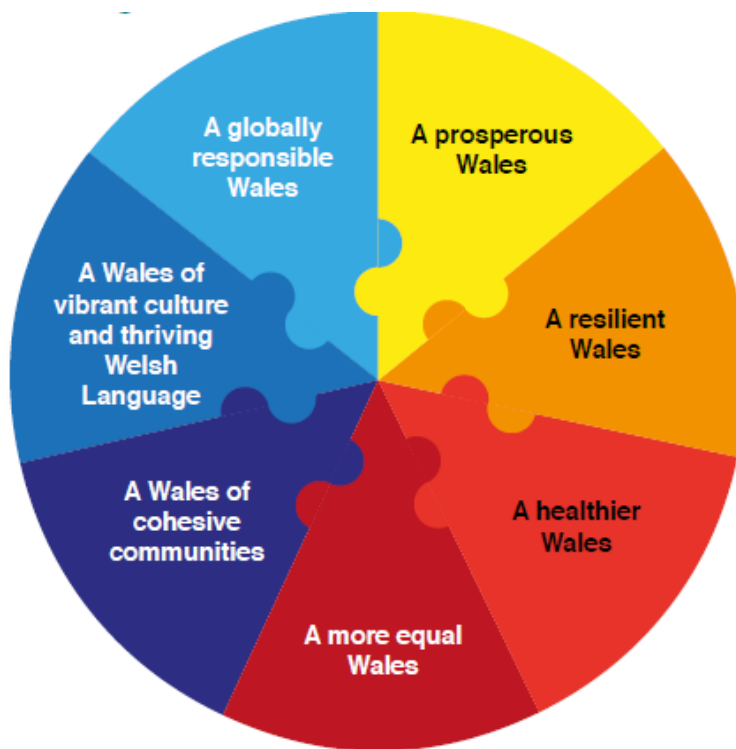 A prosperous
Wales
A resilient
Wales
A healthier
Wales
A more equal
Wales
A Wales of
cohesive
communities
A Wales of
vibrant culture
and thriving
Welsh
Language
A globally
responsible
Wales